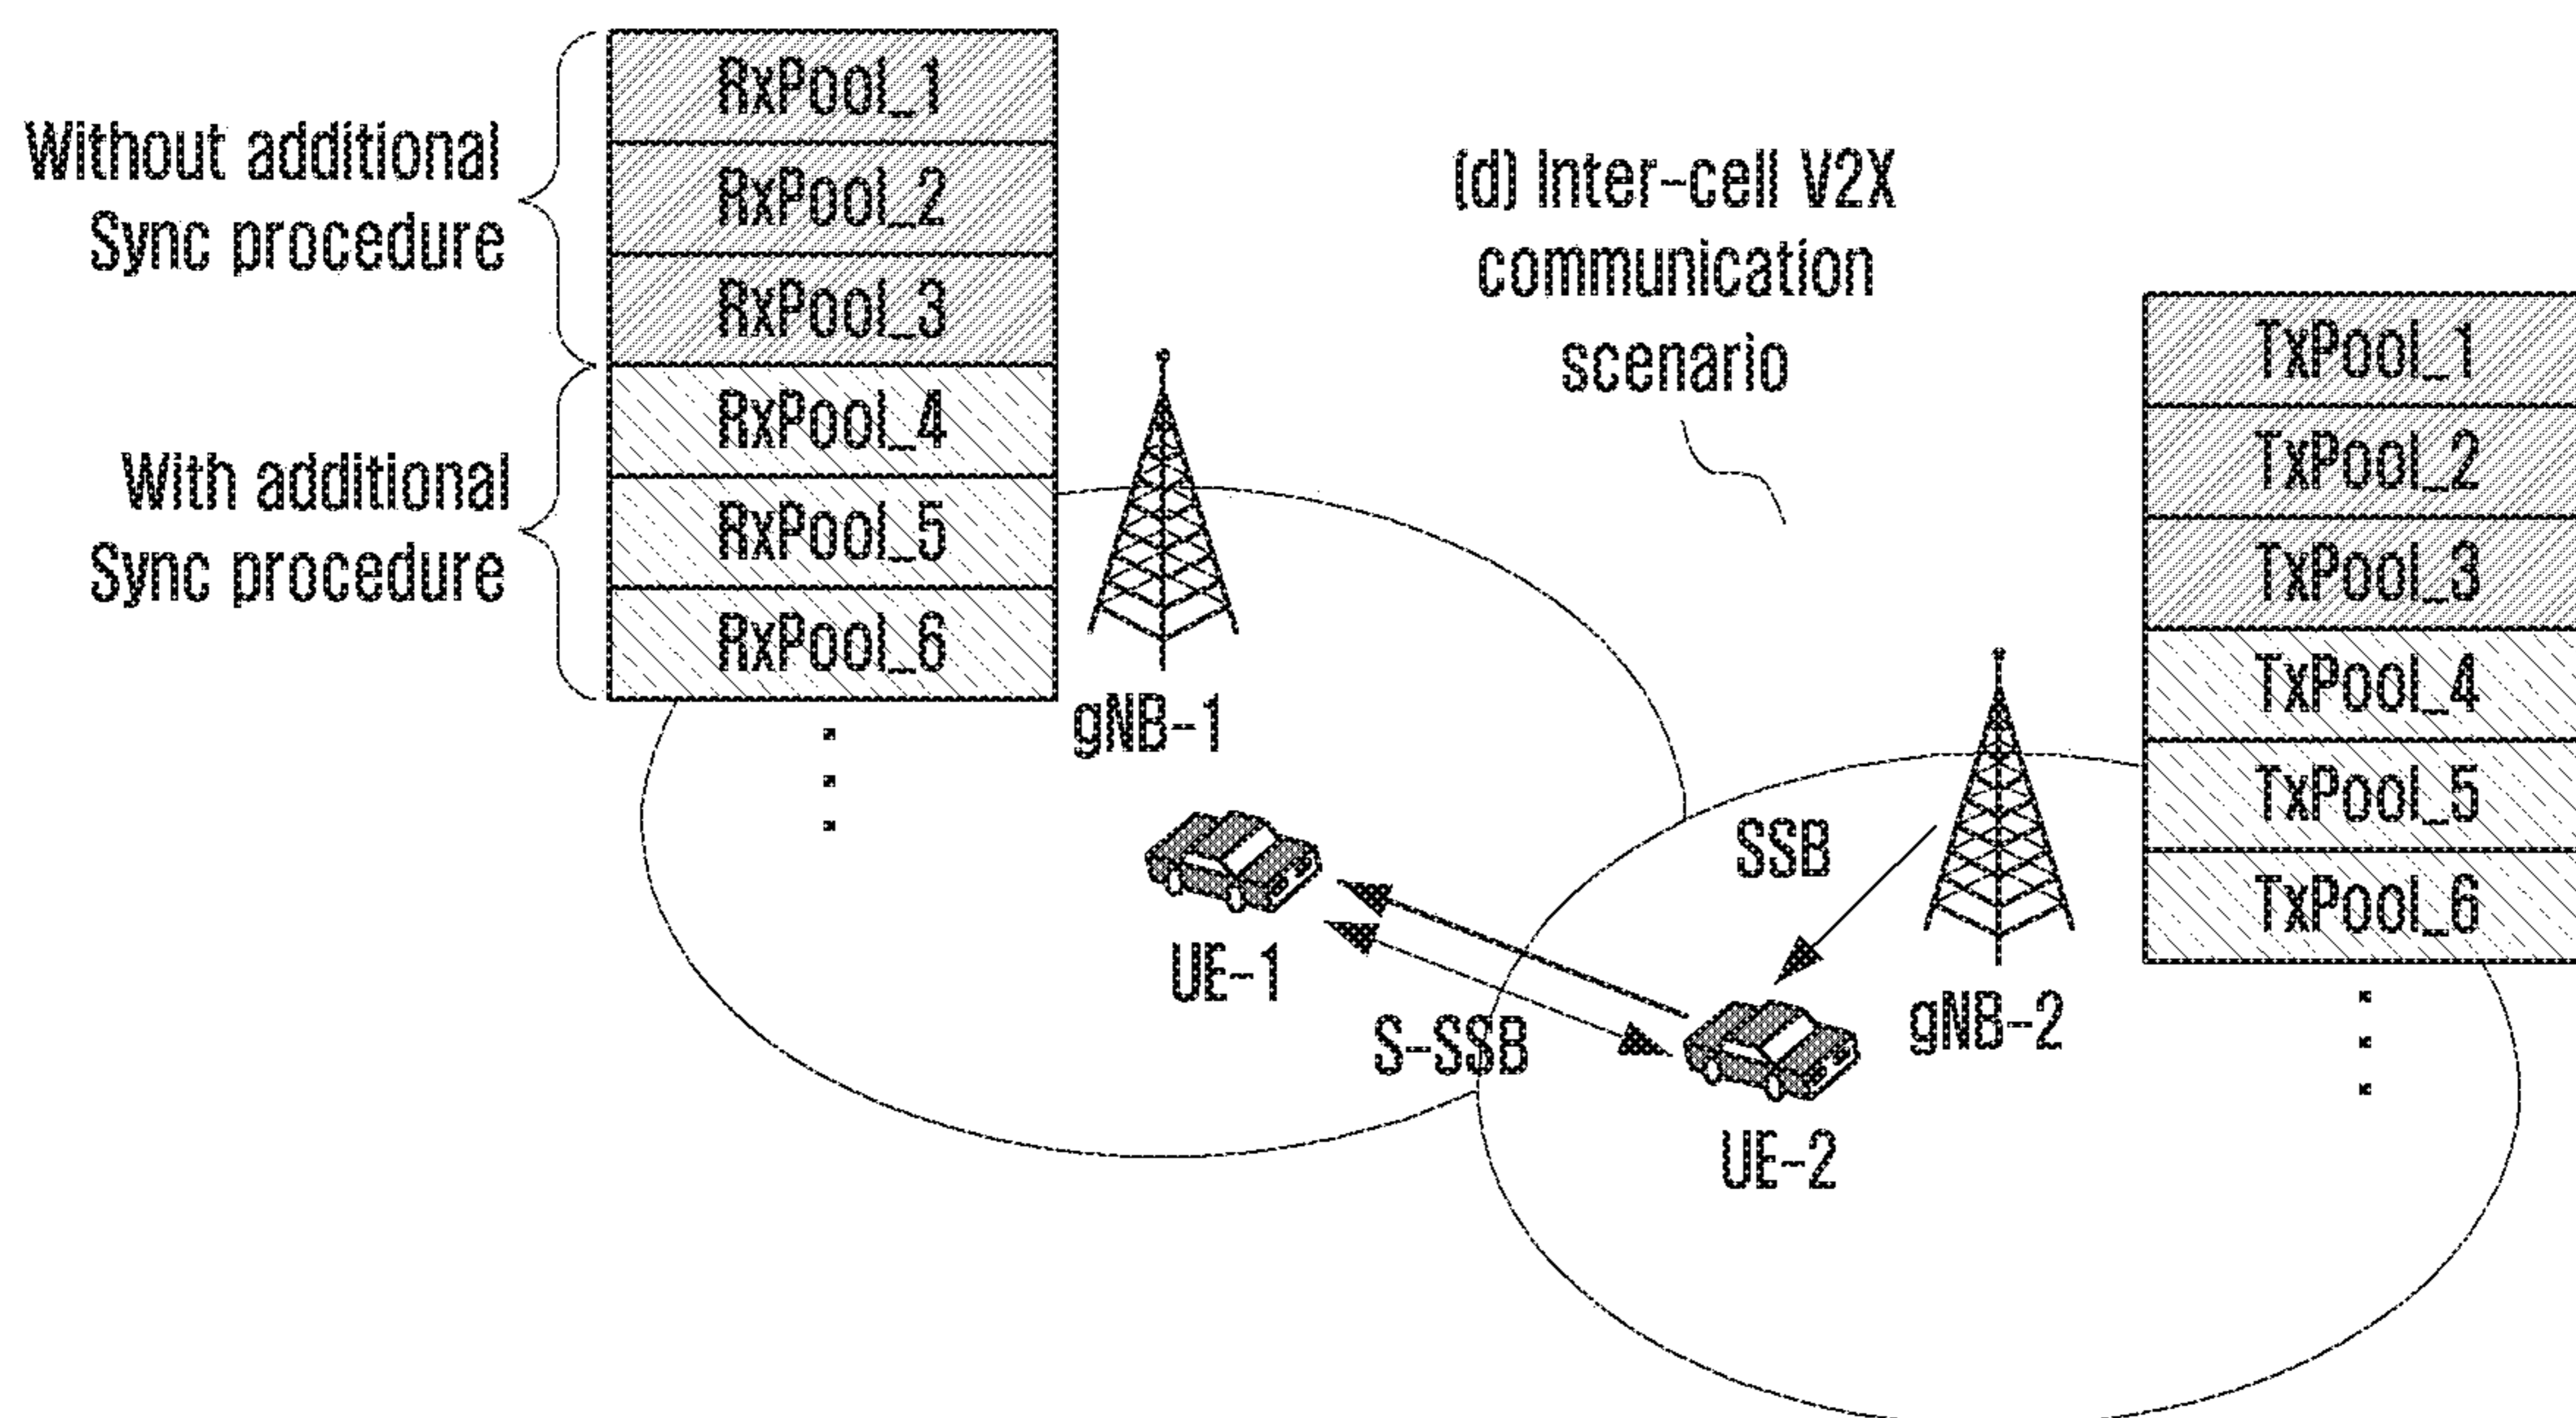 Without additional
Sync procedure
With additional
Sync procedure
RxPool_1
RxPool_2
RxPool_3
RxPool_4
RxPool_5
RxPool_6
gNB-1
(d) Inter-cell V2X
communication
scenario
TxPool_1
TxPool_2
TxPool_3
TxPool_4
TxPool_5
TxPool_6
SSB
UE-1
S-SSB
gNB-2
UE-2